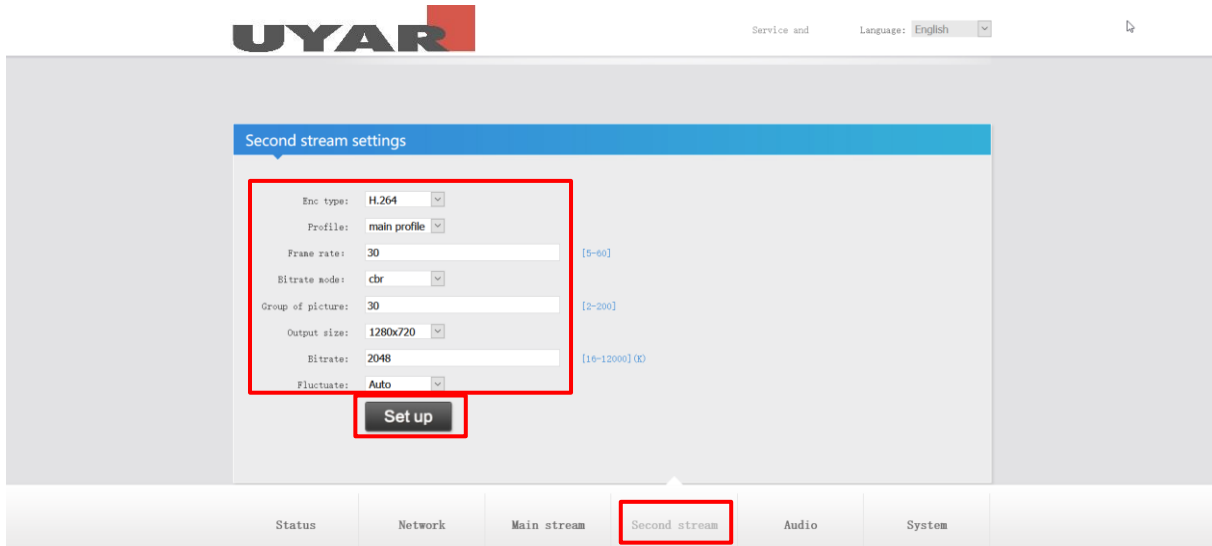 UYAR
Service and Language: English
Second stream settings
Enc type: H.264
Profile: main profile
Frame rate: 30 [5-60]
Bitrate mode: cbr
Group of picture: 30 [2-200]
Output size: 1280x720
Bitrate: 2048 [16-12000](K)
Fluctuate: Auto
Set up
Status Network Main stream Second stream Audio System